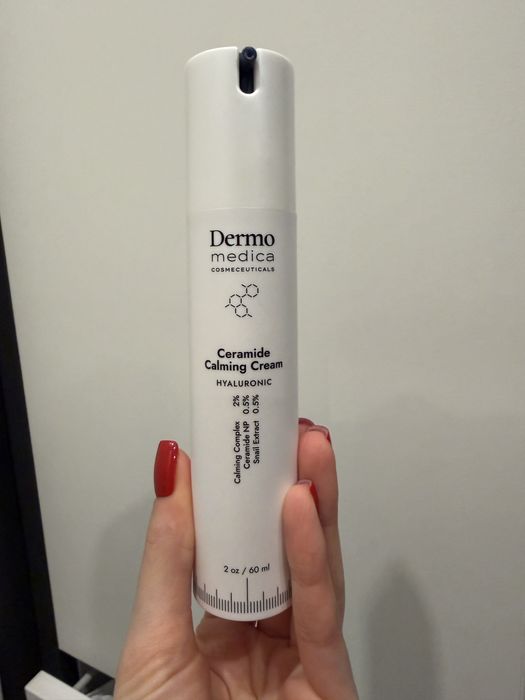 Dermo
medica
COSMECEUTICALS
Ceramide
Calming Cream
HYALURONIC
Calming Complex 2%
Ceramide NP 0.5%
Snail Extract 0.5%
2 oz / 60 ml